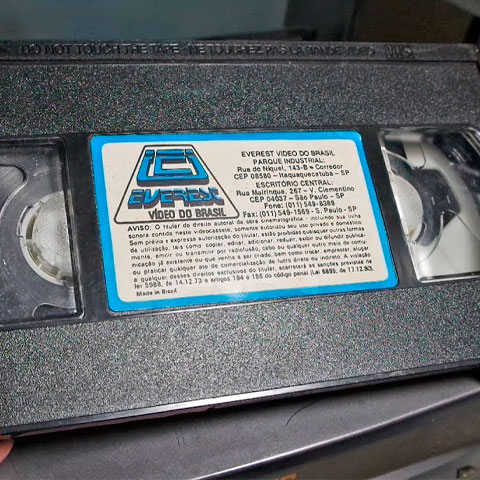 DO NOT TOUCH THE TAPE · NE TOUCHEZ PAS LA BANDE VIDEO
VHS
EVEREST
VÍDEO DO BRASIL
EVEREST VÍDEO DO BRASIL
PARQUE INDUSTRIAL:
Rua do Níquel, 143-B - Corredor
CEP 08580 - Itaquaquecetuba - SP
ESCRITÓRIO CENTRAL:
Rua Mairinque, 267 - V. Clementino
CEP 04037 - São Paulo - SP
Fone: (011) 549-8388
Fax: (011) 549-1569 - S. Paulo - SP
AVISO: O titular do direito autoral da obra cinematográfica - incluindo sua trilha
sonora contida neste videocassete, somente autorizou seu uso privado e doméstico.
Sem prévia e expressa autorização do titular, estão proibidas quaisquer outras formas
de utilização, tais como copiar, editar, adicionar, reduzir, exibir ou difundir publica-
mente, emitir ou transmitir por radiodifusão, cabo ou qualquer outro meio de comu-
nicação já existente ou que venha a ser criado, bem como trocar, emprestar, alugar
ou praticar qualquer ato de comercialização de lucro direto ou indireto. A violação
a qualquer desses direitos exclusivos do titular, acarretará as sanções previstas na
lei 5988, de 14.12.73 e artigos 184 e 186 do código penal (Lei 6895, de 17.12.80).
Made in Brazil